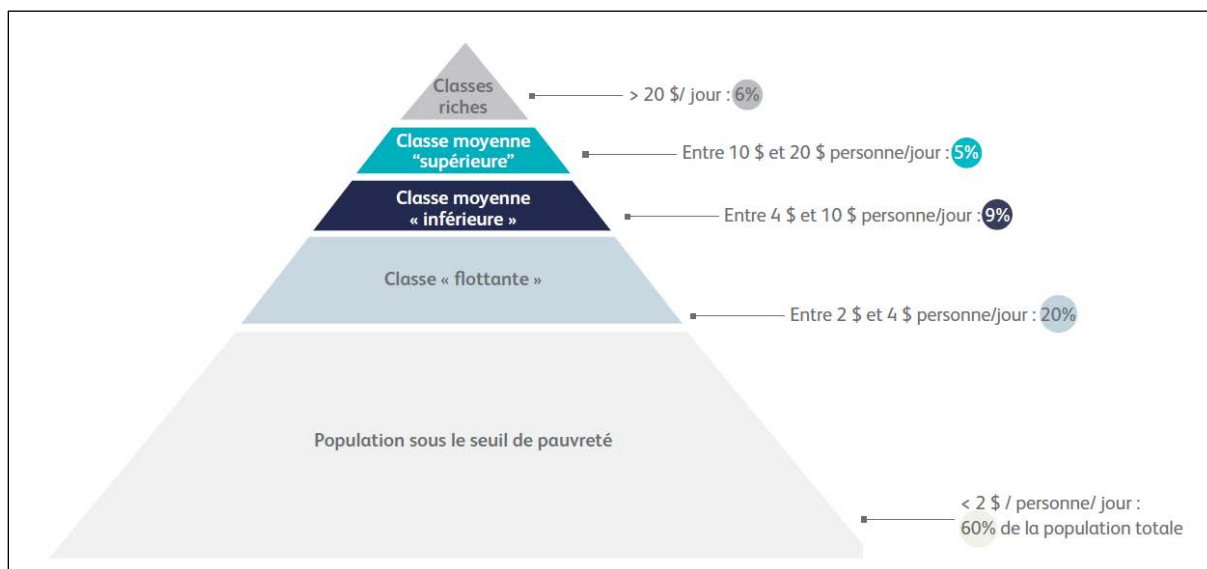 Classes
riches
> 20 $/ jour : 6%
Classe moyenne
“supérieure”
Entre 10 $ et 20 $ personne/jour : 5%
Classe moyenne
« inférieure »
Entre 4 $ et 10 $ personne/jour : 9%
Classe « flottante »
Entre 2 $ et 4 $ personne/jour : 20%
Population sous le seuil de pauvreté
< 2 $ / personne/ jour :
60% de la population totale